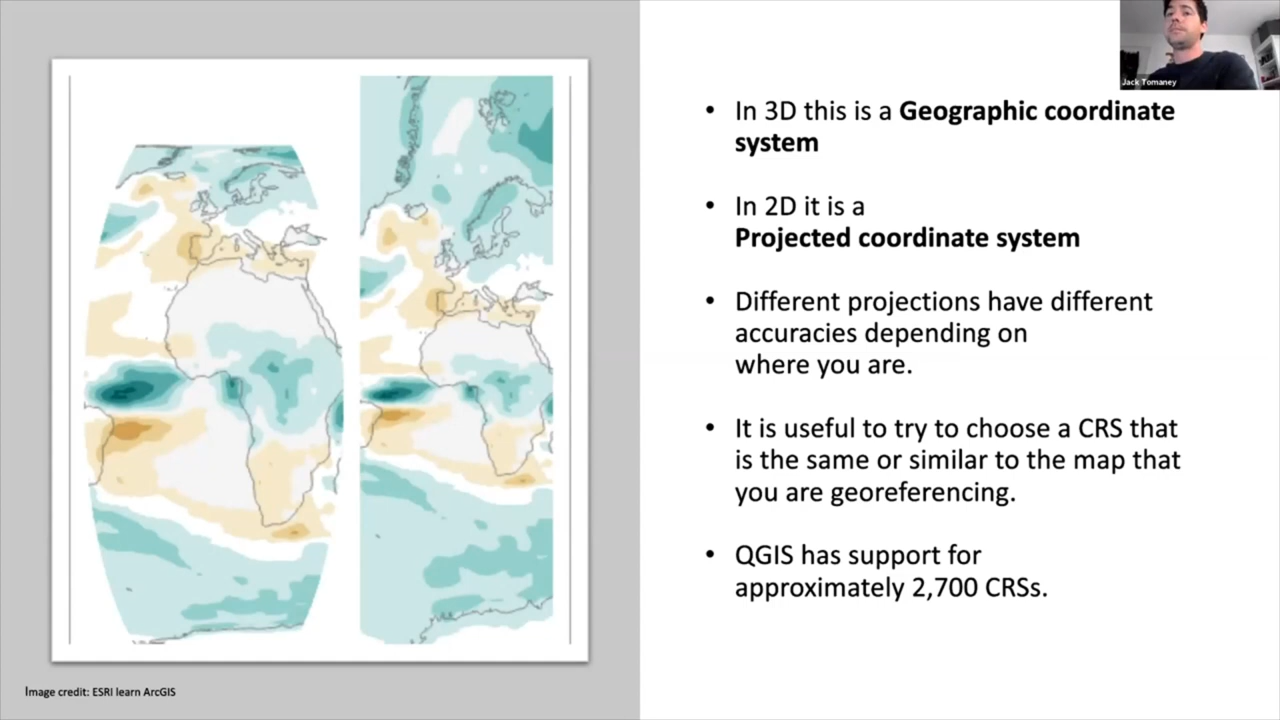 Jack Tomaney
• In 3D this is a Geographic coordinate
system
• In 2D it is a
Projected coordinate system
• Different projections have different
accuracies depending on
where you are.
• It is useful to try to choose a CRS that
is the same or similar to the map that
you are georeferencing.
• QGIS has support for
approximately 2,700 CRSs.
Image credit: ESRI learn ArcGIS